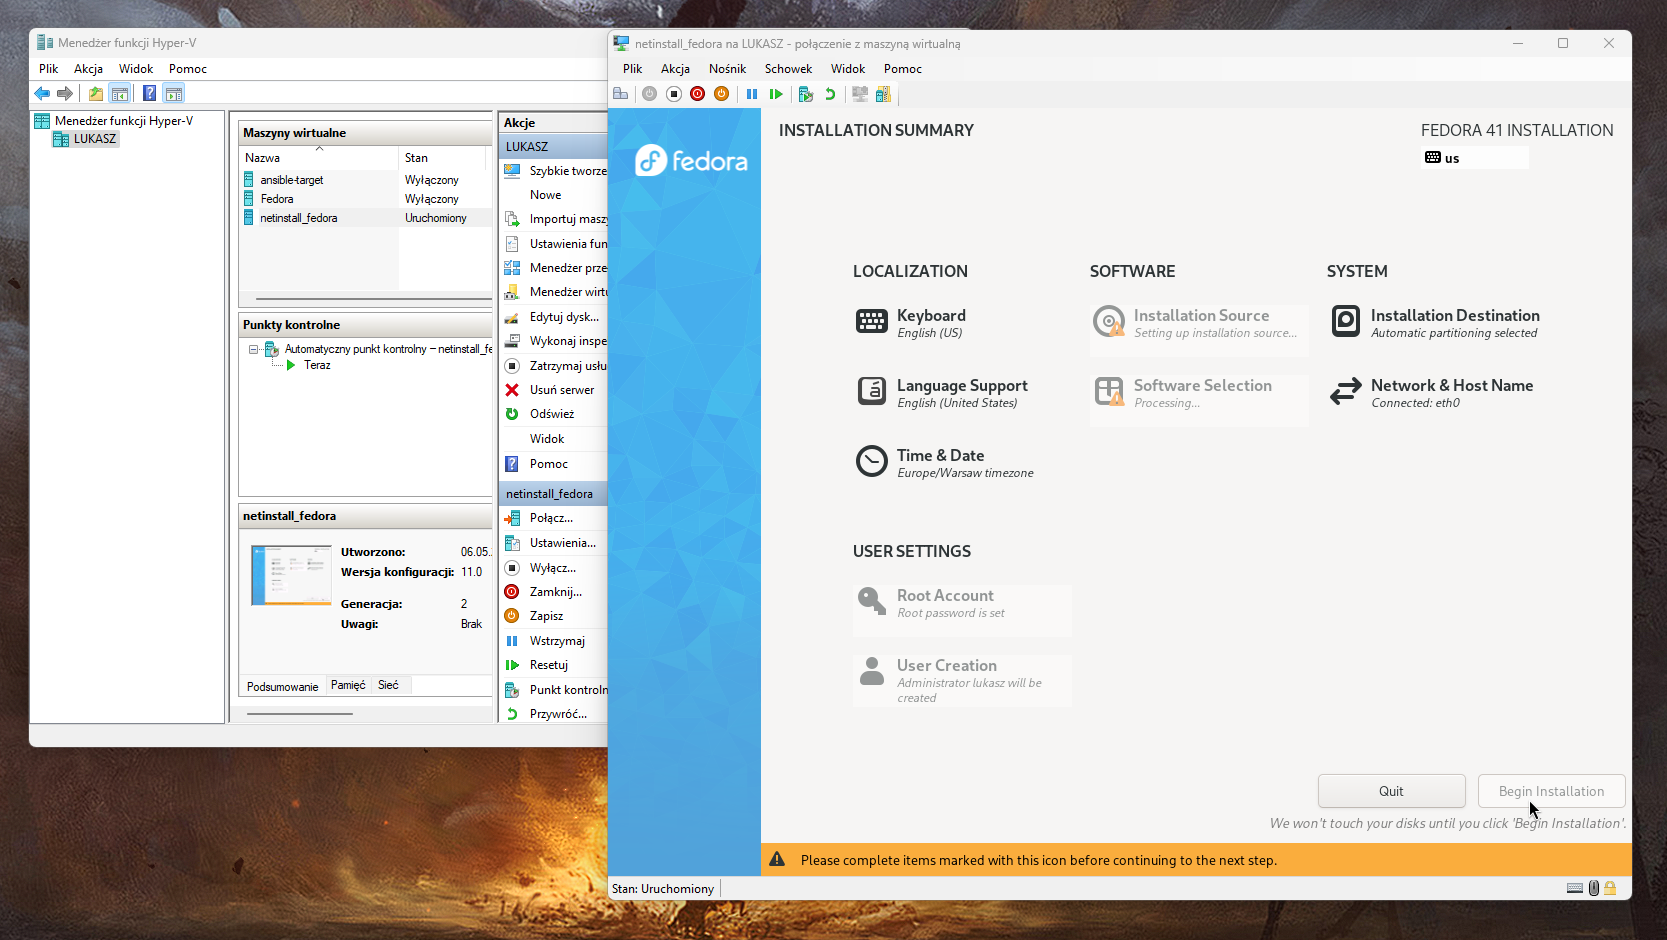 Menedżer funkcji Hyper-V
Plik Akcja Widok Pomoc
Menedżer funkcji Hyper-V
LUKASZ
Maszyny wirtualne
Nazwa Stan
ansible-target Wyłączony
Fedora Wyłączony
netinstall_fedora Uruchomiony
Punkty kontrolne
Automatyczny punkt kontrolny – netinstall_fe
Teraz
netinstall_fedora
Utworzono: 06.05.
Wersja konfiguracji: 11.0
Generacja: 2
Uwagi: Brak
Podsumowanie Pamięć Sieć
Akcje
LUKASZ
Szybkie tworze
Nowe
Importuj masz
Ustawienia fun
Menedżer prze
Menedżer wirtu
Edytuj dysk...
Wykonaj inspe
Zatrzymaj usłu
Usuń serwer
Odśwież
Widok
Pomoc
netinstall_fedora
Połącz...
Ustawienia...
Wyłącz...
Zamknij...
Zapisz
Wstrzymaj
Resetuj
Punkt kontroln
Przywróć...
netinstall_fedora na LUKASZ - połączenie z maszyną wirtualną
Plik Akcja Nośnik Schowek Widok Pomoc
fedora
INSTALLATION SUMMARY
FEDORA 41 INSTALLATION
us
LOCALIZATION
Keyboard
English (US)
Language Support
English (United States)
Time & Date
Europe/Warsaw timezone
SOFTWARE
Installation Source
Setting up installation source...
Software Selection
Processing...
SYSTEM
Installation Destination
Automatic partitioning selected
Network & Host Name
Connected: eth0
USER SETTINGS
Root Account
Root password is set
User Creation
Administrator lukasz will be
created
Quit
Begin Installation
We won't touch your disks until you click 'Begin Installation'.
Please complete items marked with this icon before continuing to the next step.
Stan: Uruchomiony